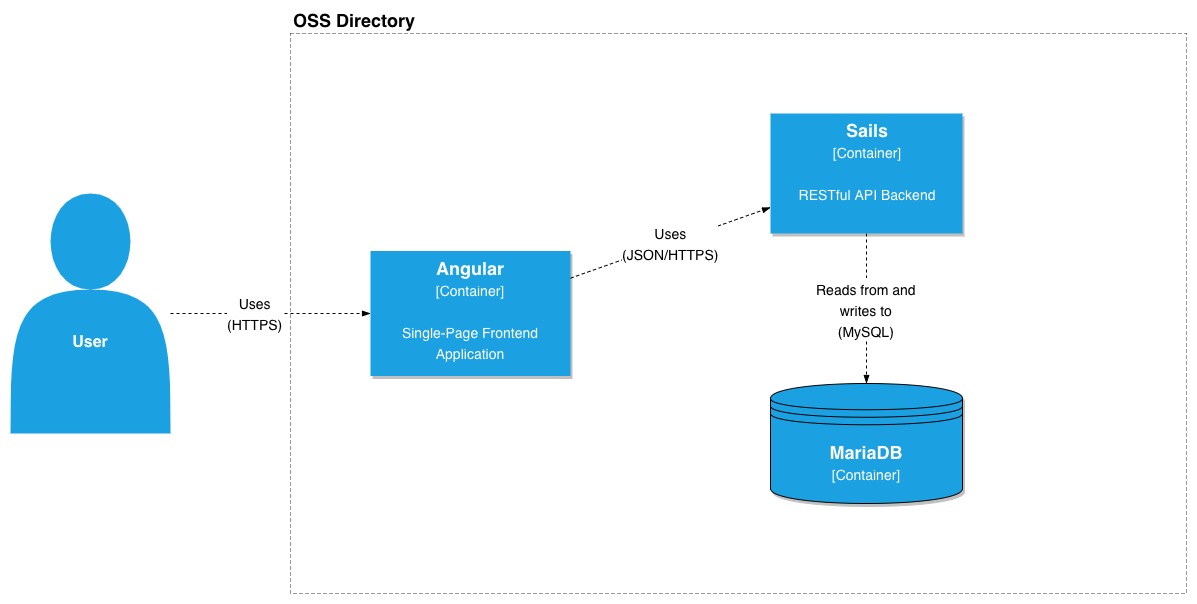 OSS Directory
User
Uses
(HTTPS)
Angular
[Container]
Single-Page Frontend
Application
Uses
(JSON/HTTPS)
Sails
[Container]
RESTful API Backend
Reads from and
writes to
(MySQL)
MariaDB
[Container]